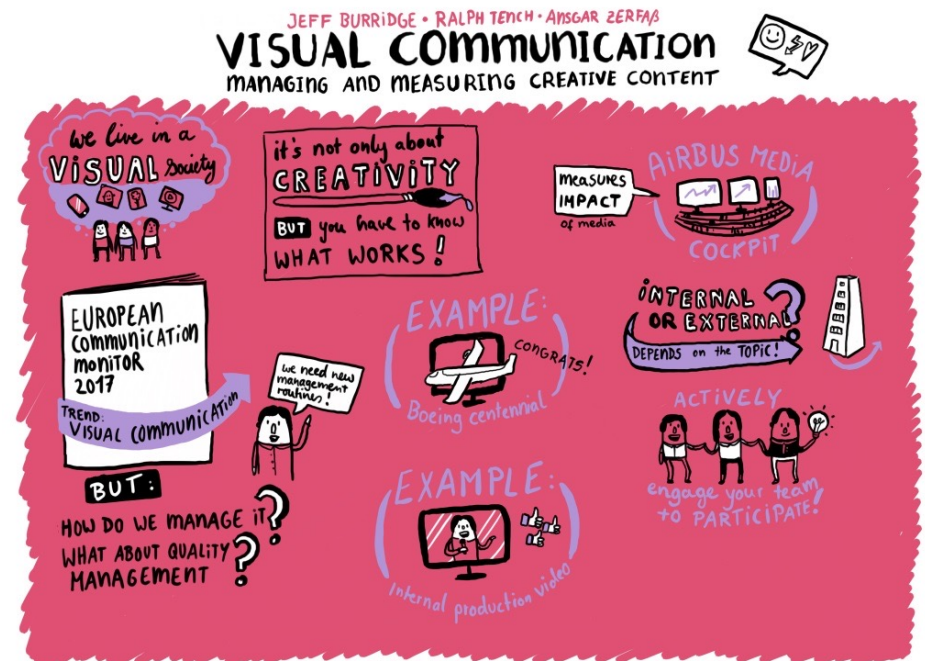 JEFF BURRIDGE • RALPH TENCH • ANSGAR ZERFAß
VISUAL COMMUNICATION
MANAGING AND MEASURING CREATIVE CONTENT
we live in a
VISUAL society
it's not only about
CREATIVITY
BUT you have to know
WHAT WORKS!
measures
IMPACT
of media
AIRBUS MEDIA
COCKPIT
EUROPEAN
COMMUNICATION
MONITOR
2017
TREND:
VISUAL COMMUNICATION
we need new
management
routines!
BUT:
HOW DO WE MANAGE IT?
WHAT ABOUT QUALITY
MANAGEMENT?
EXAMPLE:
CONGRATS!
Boeing centennial
EXAMPLE:
Internal production video
INTERNAL
OR EXTERNAL?
DEPENDS on the TOPIC!
ACTIVELY
engage your team
to PARTICIPATE!